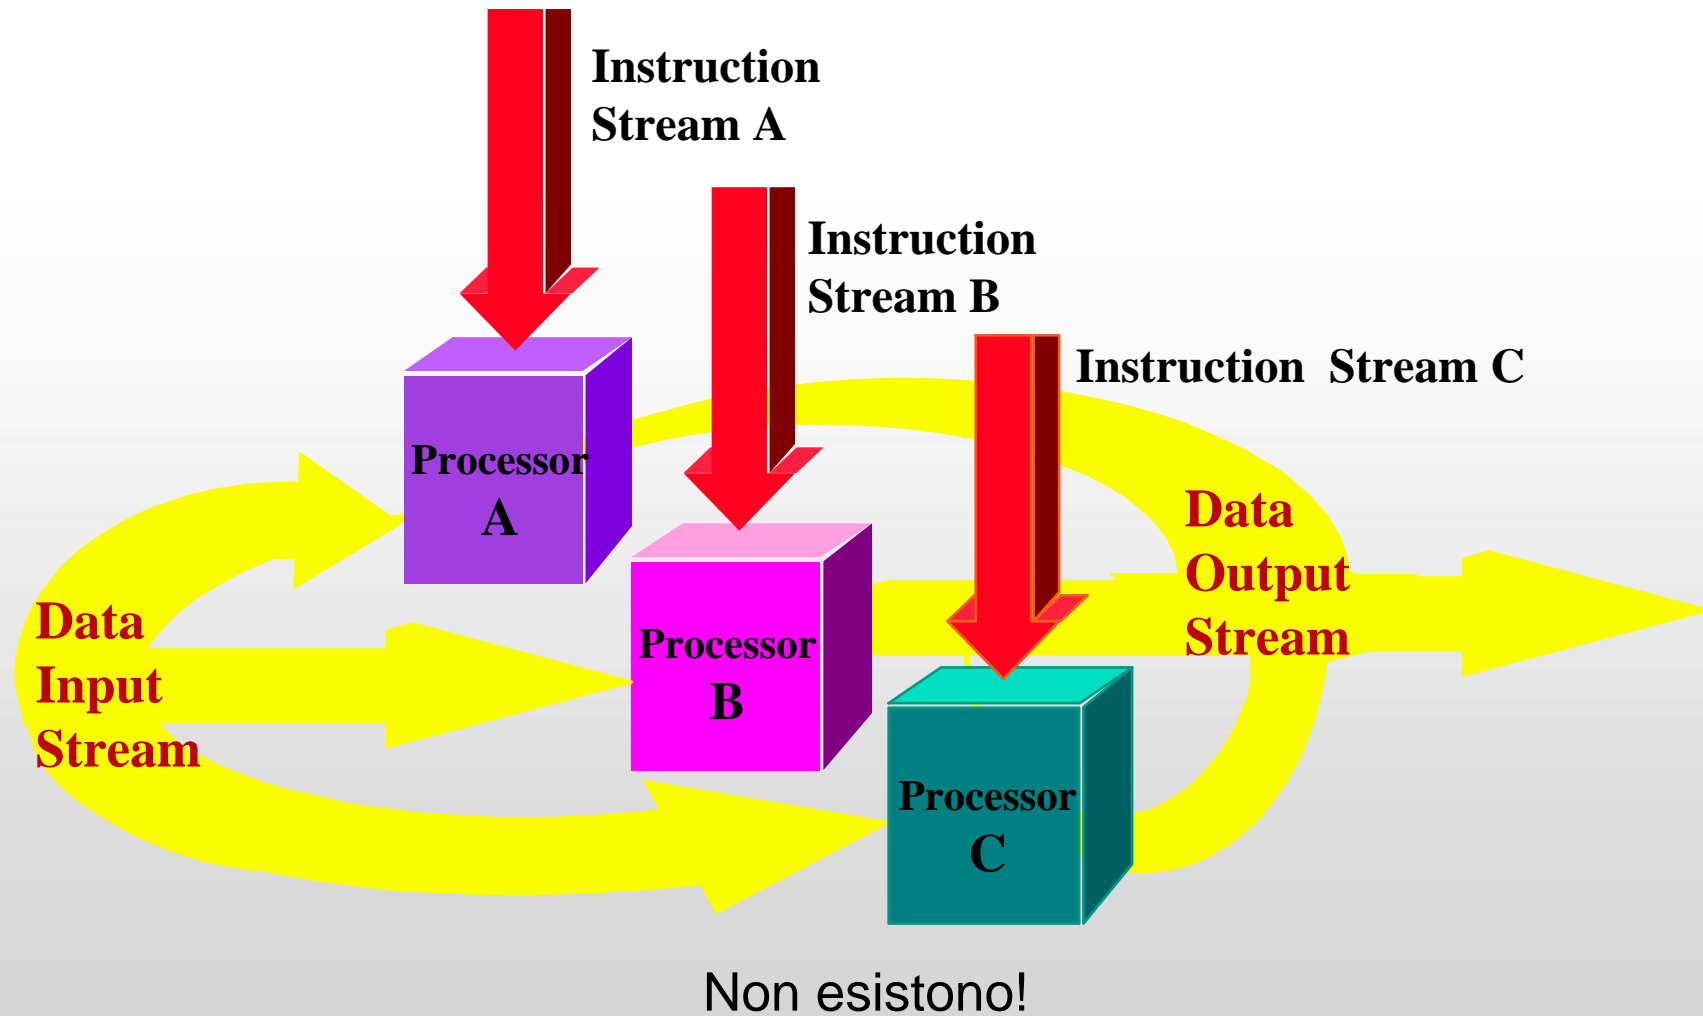 Instruction
Stream A
Instruction
Stream B
Instruction Stream C
Processor
A
Data
Output
Stream
Data
Input
Stream
Processor
B
Processor
C
Non esistono!